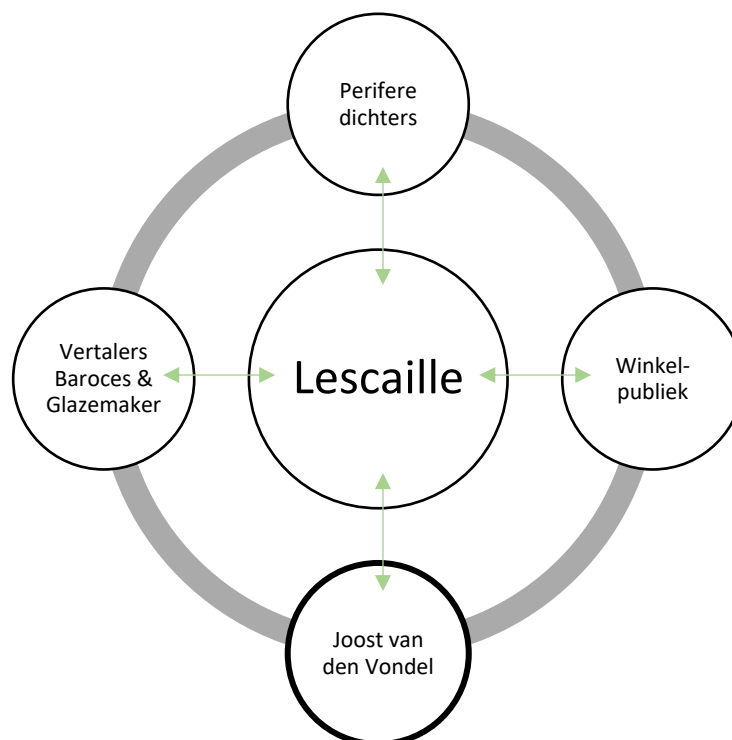 Perifere
dichters
Vertalers
Baroces &
Glazemaker
Lescaille
Winkel-
publiek
Joost van
den Vondel